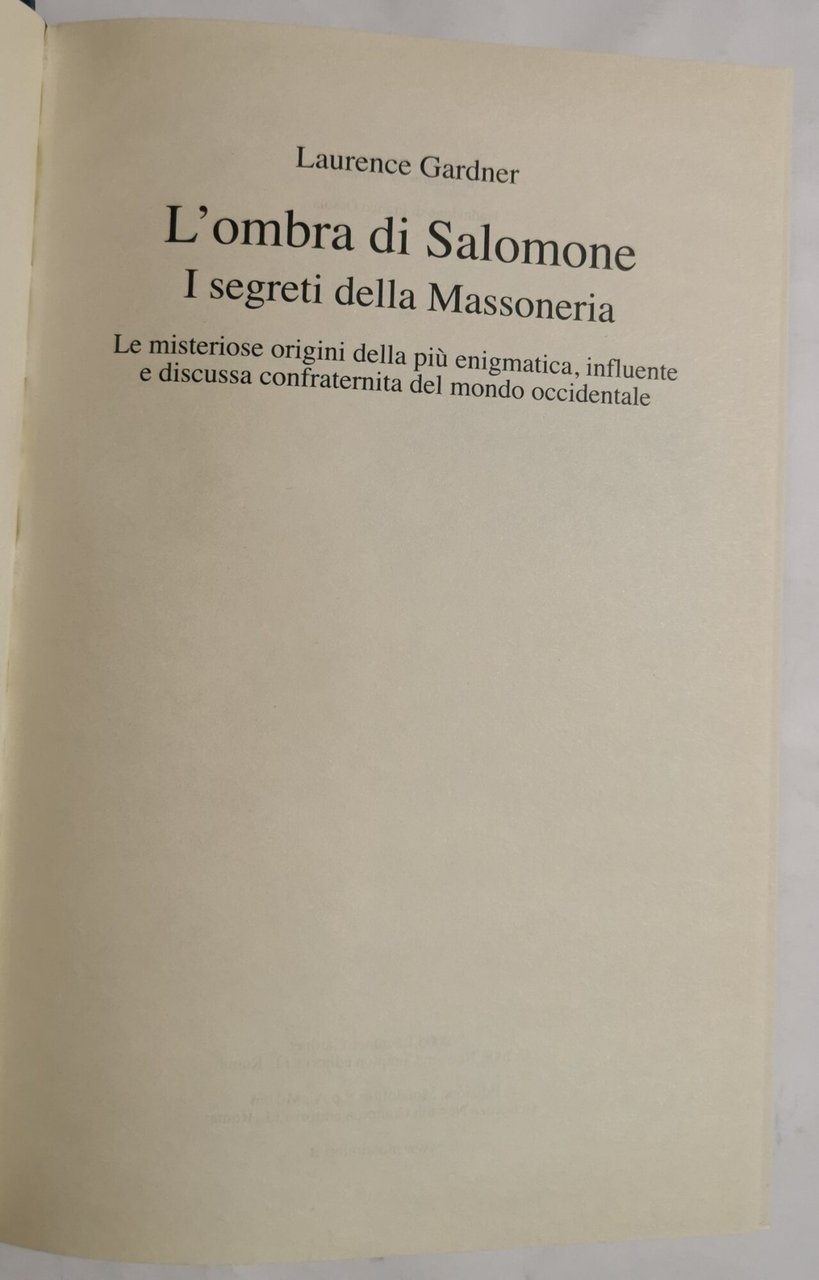 Laurence Gardner
L'ombra di Salomone
I segreti della Massoneria
Le misteriose origini della più enigmatica, influente
e discussa confraternita del mondo occidentale